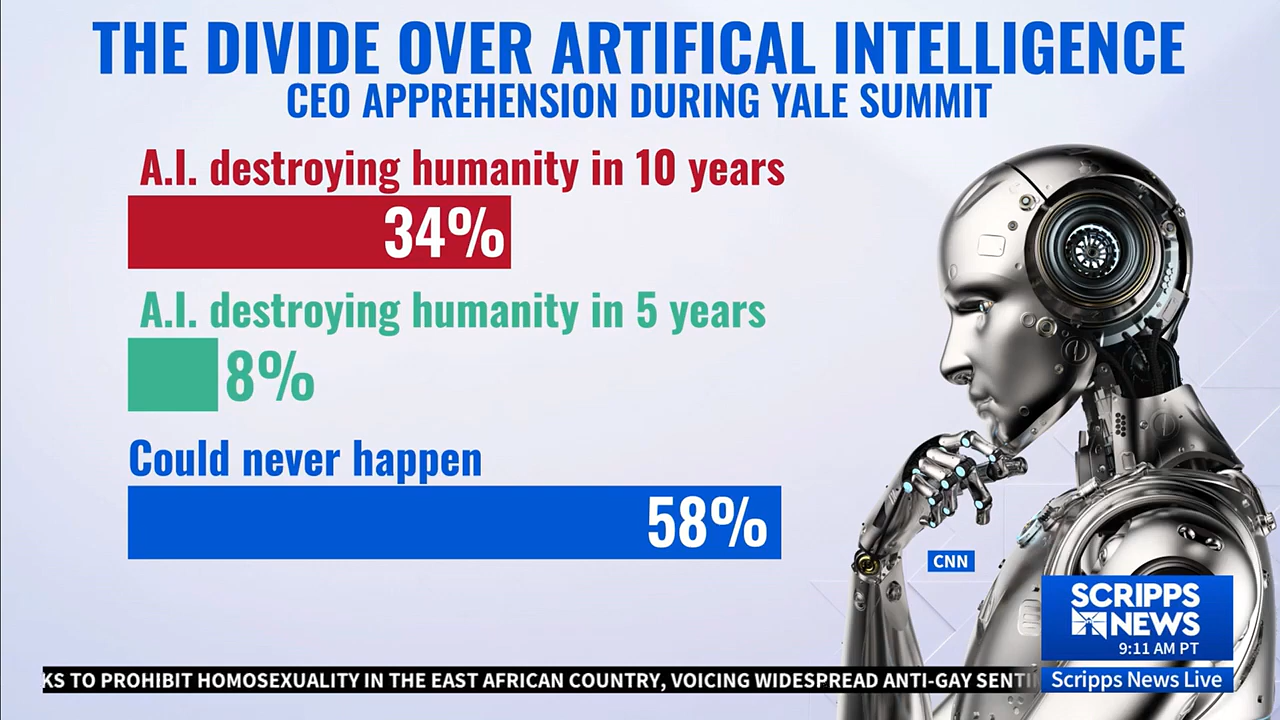 THE DIVIDE OVER ARTIFICAL INTELLIGENCE
CEO APPREHENSION DURING YALE SUMMIT
A.I. destroying humanity in 10 years
34%
A.I. destroying humanity in 5 years
8%
Could never happen
58%
CNN
SCRIPPS
NEWS
9:11 AM PT
KS TO PROHIBIT HOMOSEXUALITY IN THE EAST AFRICAN COUNTRY, VOICING WIDESPREAD ANTI-GAY SENTI
Scripps News Live